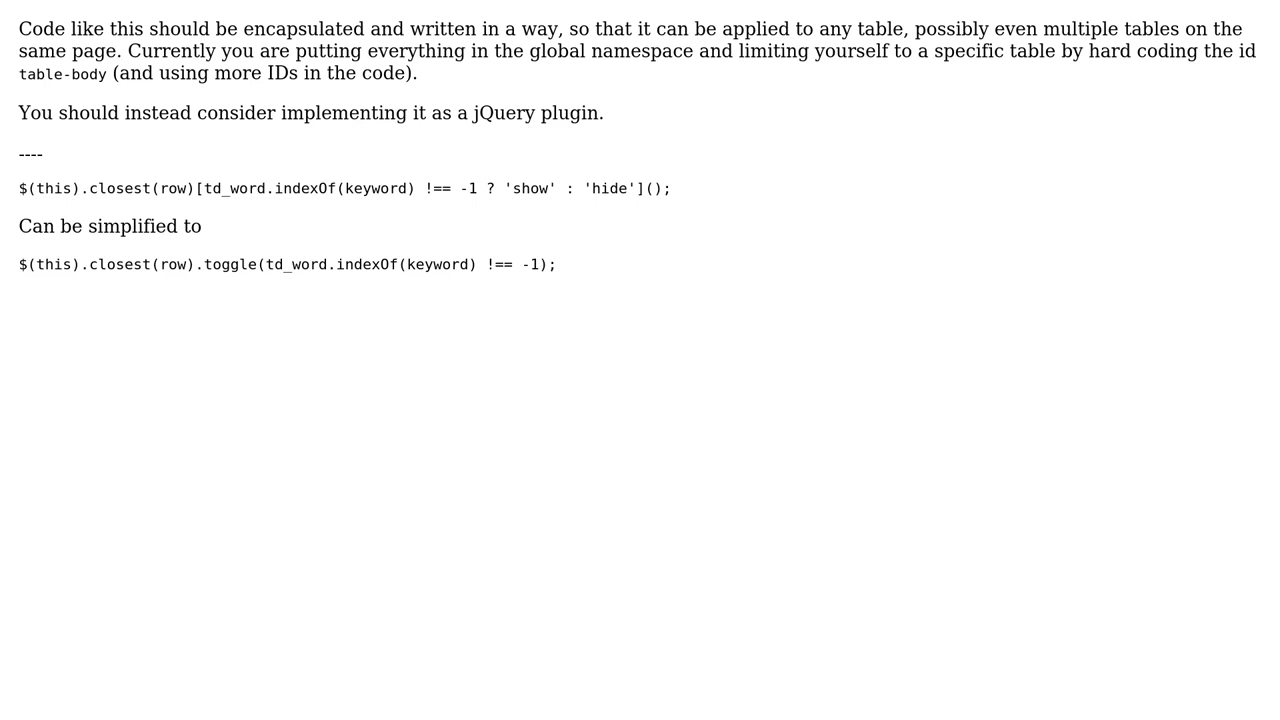 Code like this should be encapsulated and written in a way, so that it can be applied to any table, possibly even multiple tables on the
same page. Currently you are putting everything in the global namespace and limiting yourself to a specific table by hard coding the id
table-body (and using more IDs in the code).
You should instead consider implementing it as a jQuery plugin.
----
$(this).closest(row)[td_word.indexOf(keyword) !== -1 ? 'show' : 'hide']();
Can be simplified to
$(this).closest(row).toggle(td_word.indexOf(keyword) !== -1);